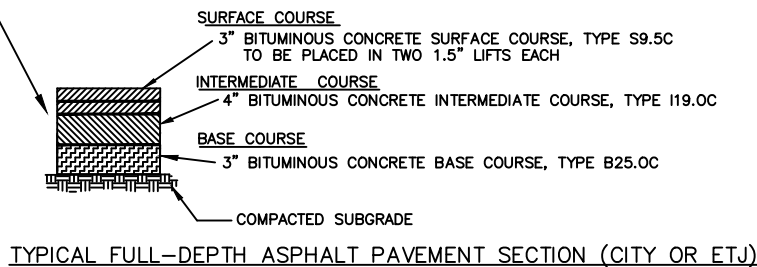 SURFACE COURSE
3" BITUMINOUS CONCRETE SURFACE COURSE, TYPE S9.5C
TO BE PLACED IN TWO 1.5" LIFTS EACH
INTERMEDIATE COURSE
4" BITUMINOUS CONCRETE INTERMEDIATE COURSE, TYPE I19.0C
BASE COURSE
3" BITUMINOUS CONCRETE BASE COURSE, TYPE B25.0C
COMPACTED SUBGRADE
TYPICAL FULL-DEPTH ASPHALT PAVEMENT SECTION (CITY OR ETJ)